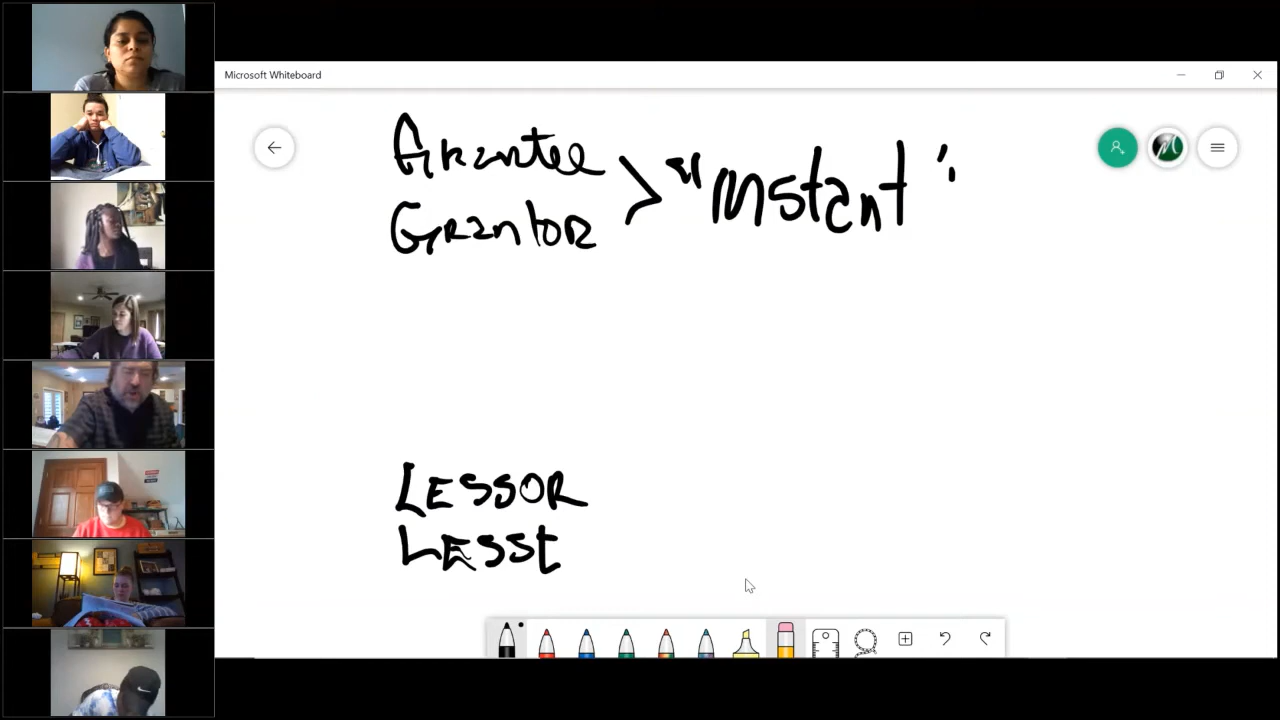 Microsoft Whiteboard
Grantee
Grantor
> "Instant"
LESSOR
LESSE